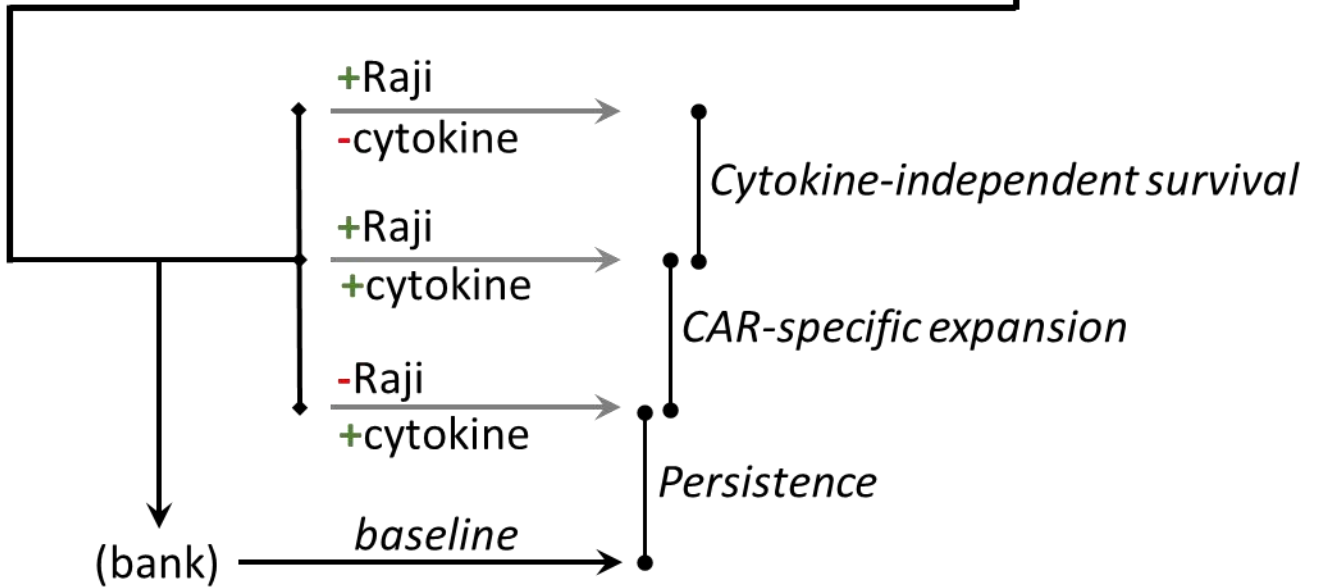 +Raji
-cytokine
Cytokine-independent survival
+Raji
+cytokine
CAR-specific expansion
-Raji
+cytokine
Persistence
baseline
(bank)